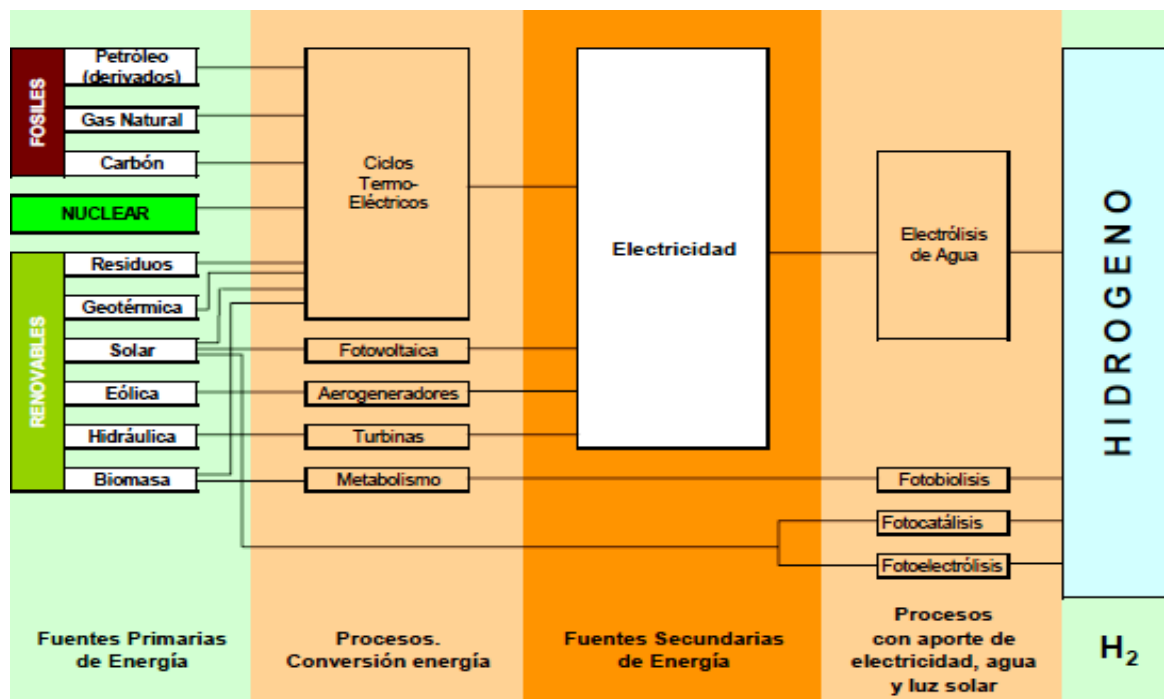 FOSILES
Petróleo
(derivados)
Gas Natural
Carbón
NUCLEAR
RENOVABLES
Residuos
Geotérmica
Solar
Eólica
Hidráulica
Biomasa
Ciclos
Termo-
Eléctricos
Fotovoltaica
Aerogeneradores
Turbinas
Metabolismo
Electricidad
Electrólisis
de Agua
Fotobiolisis
Fotocatálisis
Fotoelectrólisis
HIDROGENO
Fuentes Primarias
de Energía
Procesos.
Conversión energía
Fuentes Secundarias
de Energía
Procesos
con aporte de
electricidad, agua
y luz solar
H₂